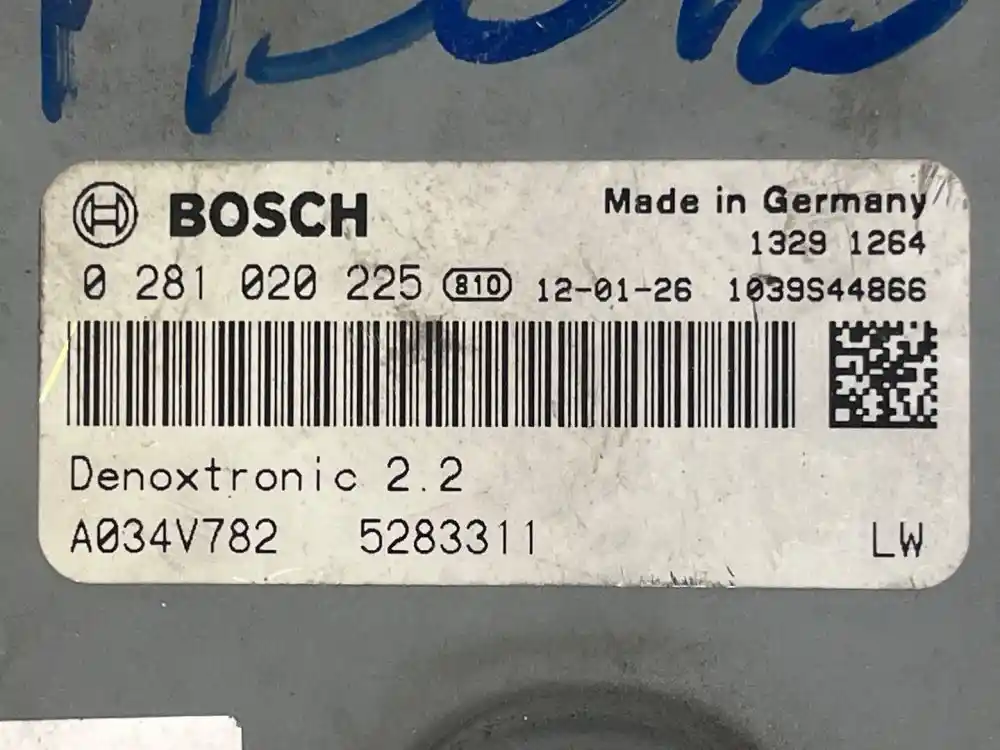 BOSCH
Made in Germany
1329 1264
0 281 020 225 810 12-01-26 1039S44866
Denoxtronic 2.2
A034V782 5283311 LW